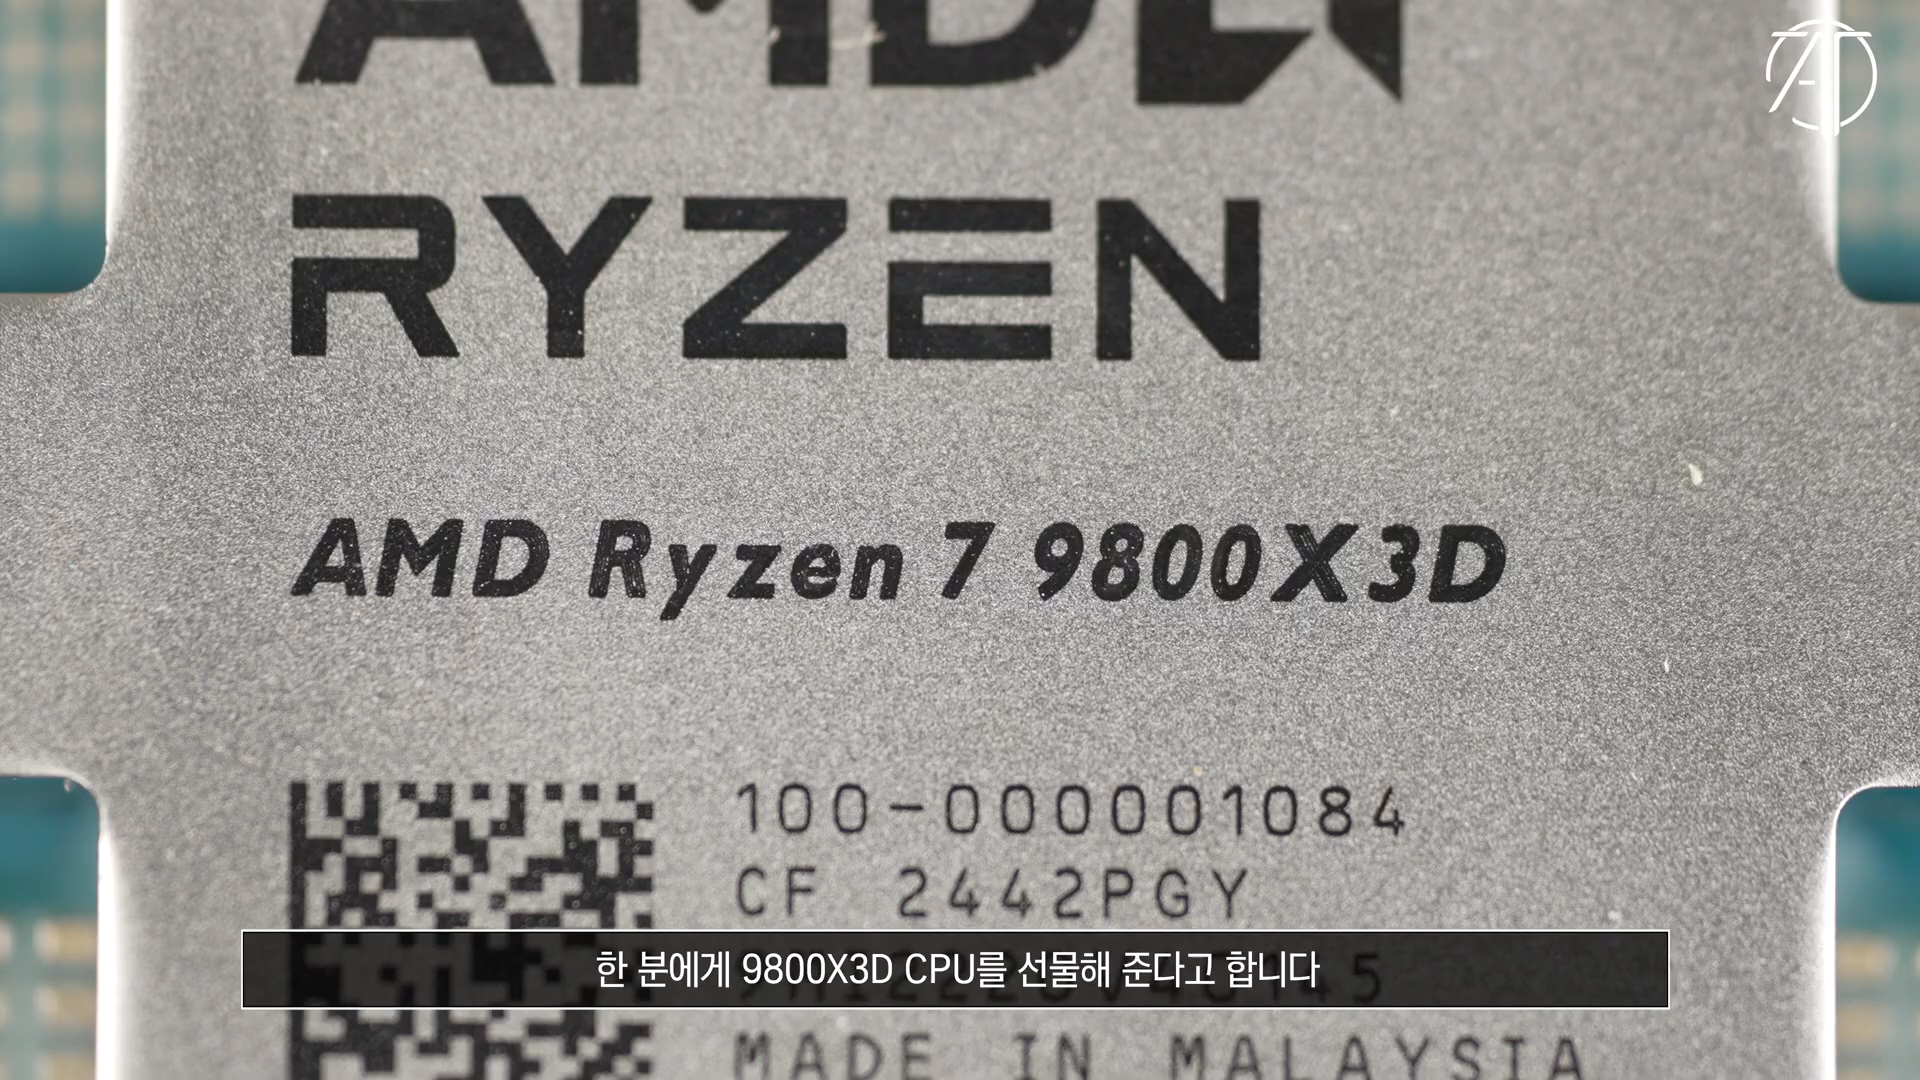 AMD
RYZEN
AMD Ryzen 7 9800X3D
100-000001084
CF 2442PGY
한 분에게 9800X3D CPU를 선물해 준다고 합니다
MADE IN MALAYSIA